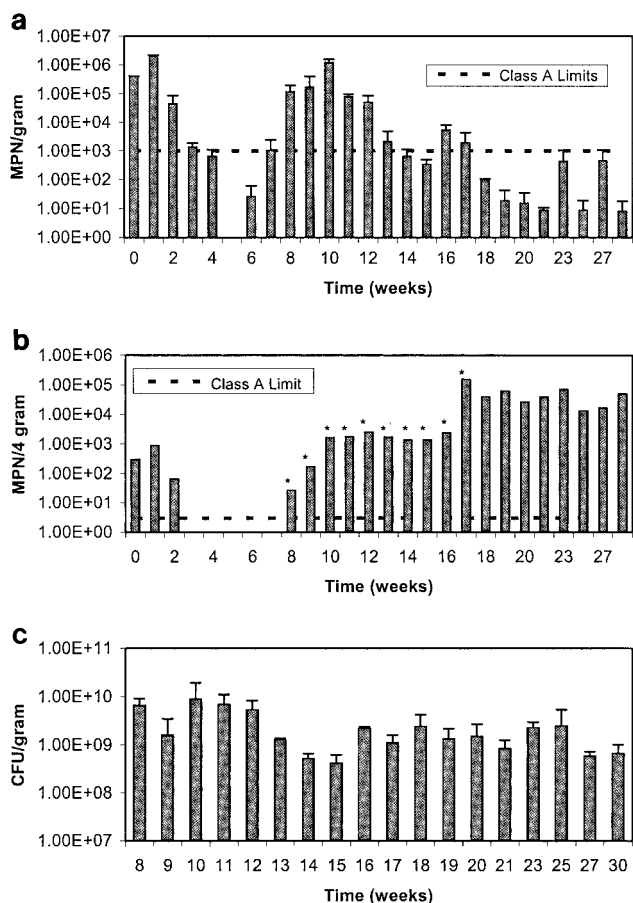 a
1.00E+07
1.00E+06
1.00E+05
1.00E+04
1.00E+03
1.00E+02
1.00E+01
1.00E+00
MPN/gram
Class A Limits
0 2 4 6 8 10 12 14 16 18 20 23 27
Time (weeks)
b
1.00E+06
1.00E+05
1.00E+04
1.00E+03
1.00E+02
1.00E+01
1.00E+00
MPN/4 gram
Class A Limit
* * * * * * * * * *
0 2 4 6 8 10 12 14 16 18 20 23 27
Time (weeks)
c
1.00E+11
1.00E+10
1.00E+09
1.00E+08
1.00E+07
CFU/gram
8 9 10 11 12 13 14 15 16 17 18 19 20 21 23 25 27 30
Time (weeks)